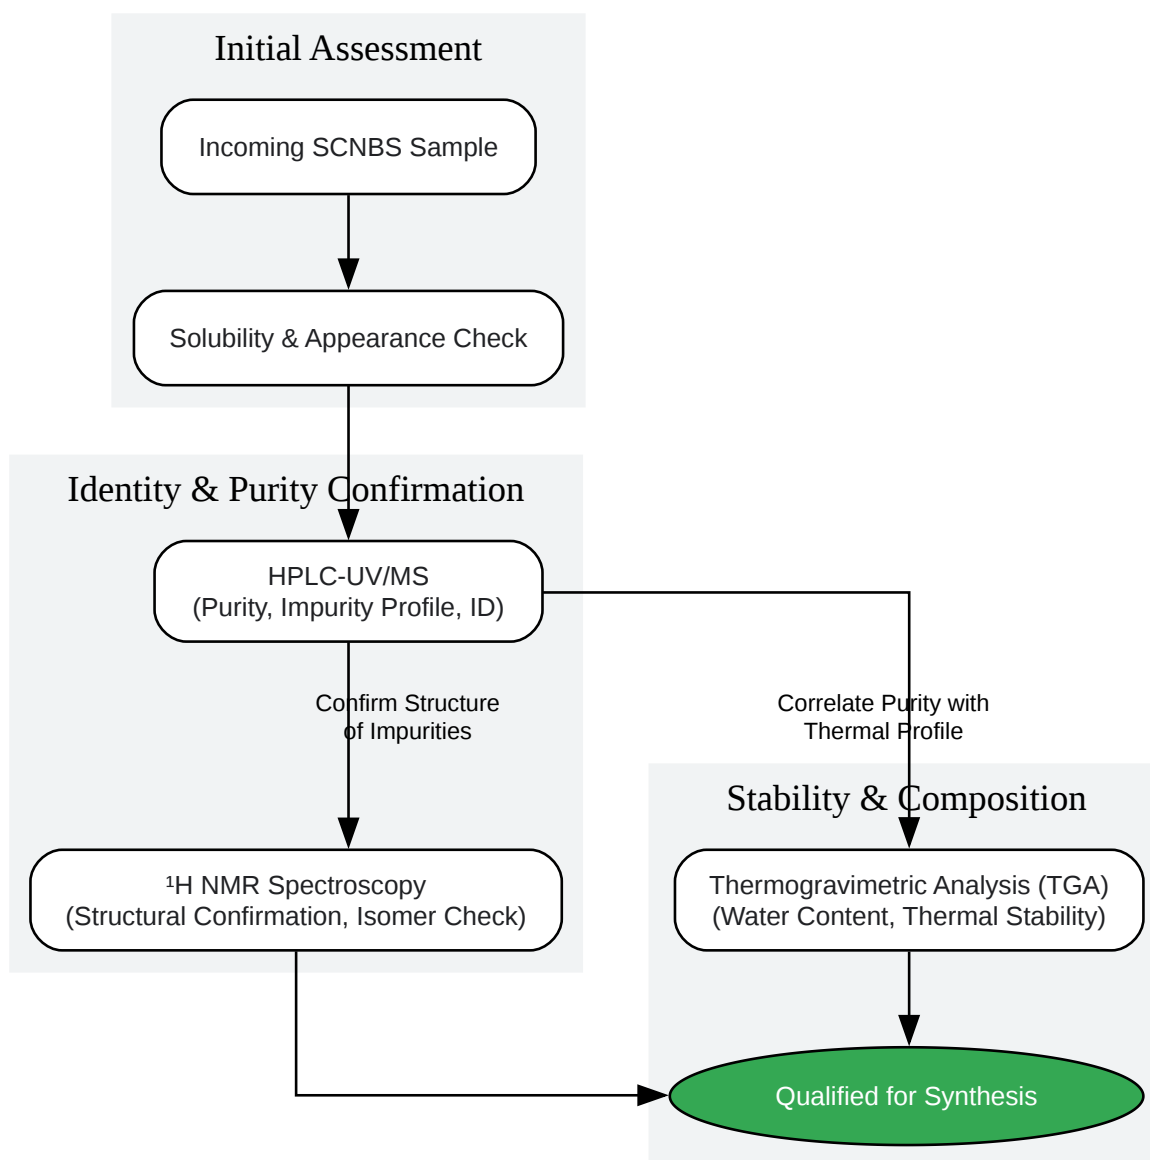 Initial Assessment
Incoming SCNBS Sample
Solubility & Appearance Check
Identity & Purity Confirmation
HPLC-UV/MS
(Purity, Impurity Profile, ID)
Confirm Structure
of Impurities
Correlate Purity with
Thermal Profile
Stability & Composition
¹H NMR Spectroscopy
(Structural Confirmation, Isomer Check)
Thermogravimetric Analysis (TGA)
(Water Content, Thermal Stability)
Qualified for Synthesis